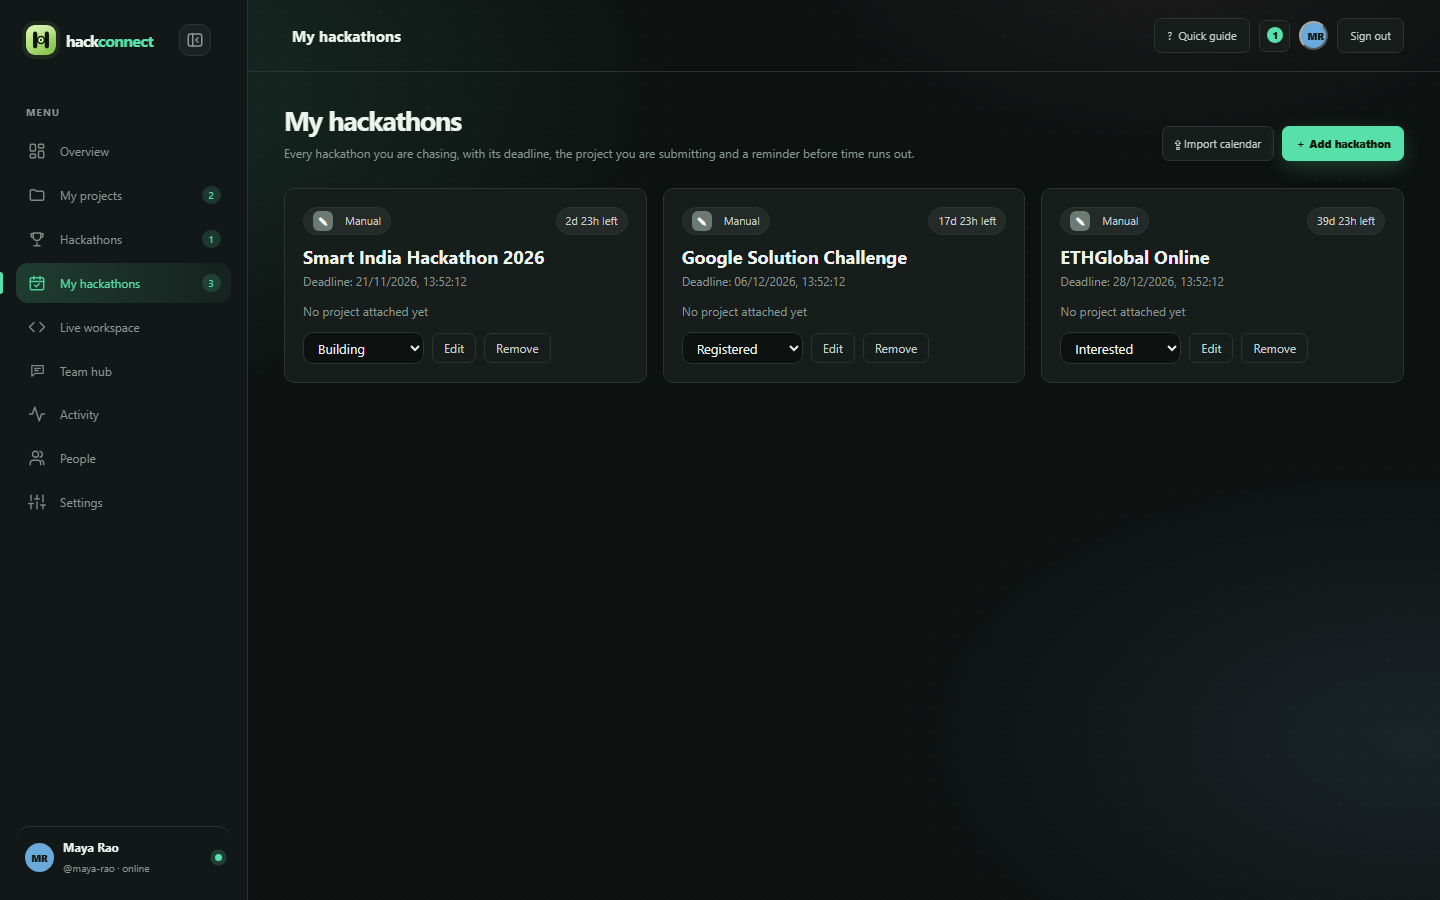 hackconnect
My hackathons
? Quick guide
1
MR
Sign out
MENU
Overview
My projects 2
Hackathons 1
My hackathons 3
Live workspace
Team hub
Activity
People
Settings
My hackathons
Every hackathon you are chasing, with its deadline, the project you are submitting and a reminder before time runs out.
Import calendar
+ Add hackathon
Manual
2d 23h left
Smart India Hackathon 2026
Deadline: 21/11/2026, 13:52:12
No project attached yet
Building
Edit
Remove
Manual
17d 23h left
Google Solution Challenge
Deadline: 06/12/2026, 13:52:12
No project attached yet
Registered
Edit
Remove
Manual
39d 23h left
ETHGlobal Online
Deadline: 28/12/2026, 13:52:12
No project attached yet
Interested
Edit
Remove
MR
Maya Rao
@maya-rao · online